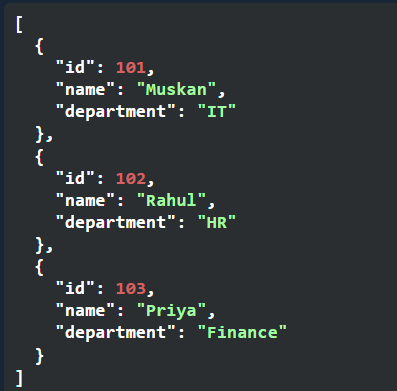 [
  {
    "id": 101,
    "name": "Muskan",
    "department": "IT"
  },
  {
    "id": 102,
    "name": "Rahul",
    "department": "HR"
  },
  {
    "id": 103,
    "name": "Priya",
    "department": "Finance"
  }
]